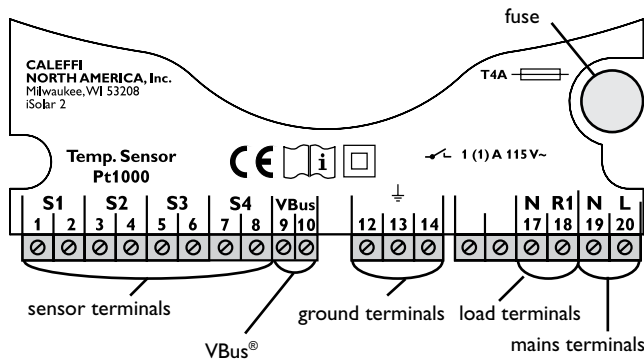 fuse
CALEFFI
NORTH AMERICA, Inc.
Milwaukee, WI 53208
iSolar 2
T4A
Temp. Sensor
Pt1000
CE
i
1 (1) A 115 V~
S1 S2 S3 S4 VBus N R1 N L
1 2 3 4 5 6 7 8 9 10 12 13 14 17 18 19 20
sensor terminals
ground terminals
load terminals
VBus®
mains terminals